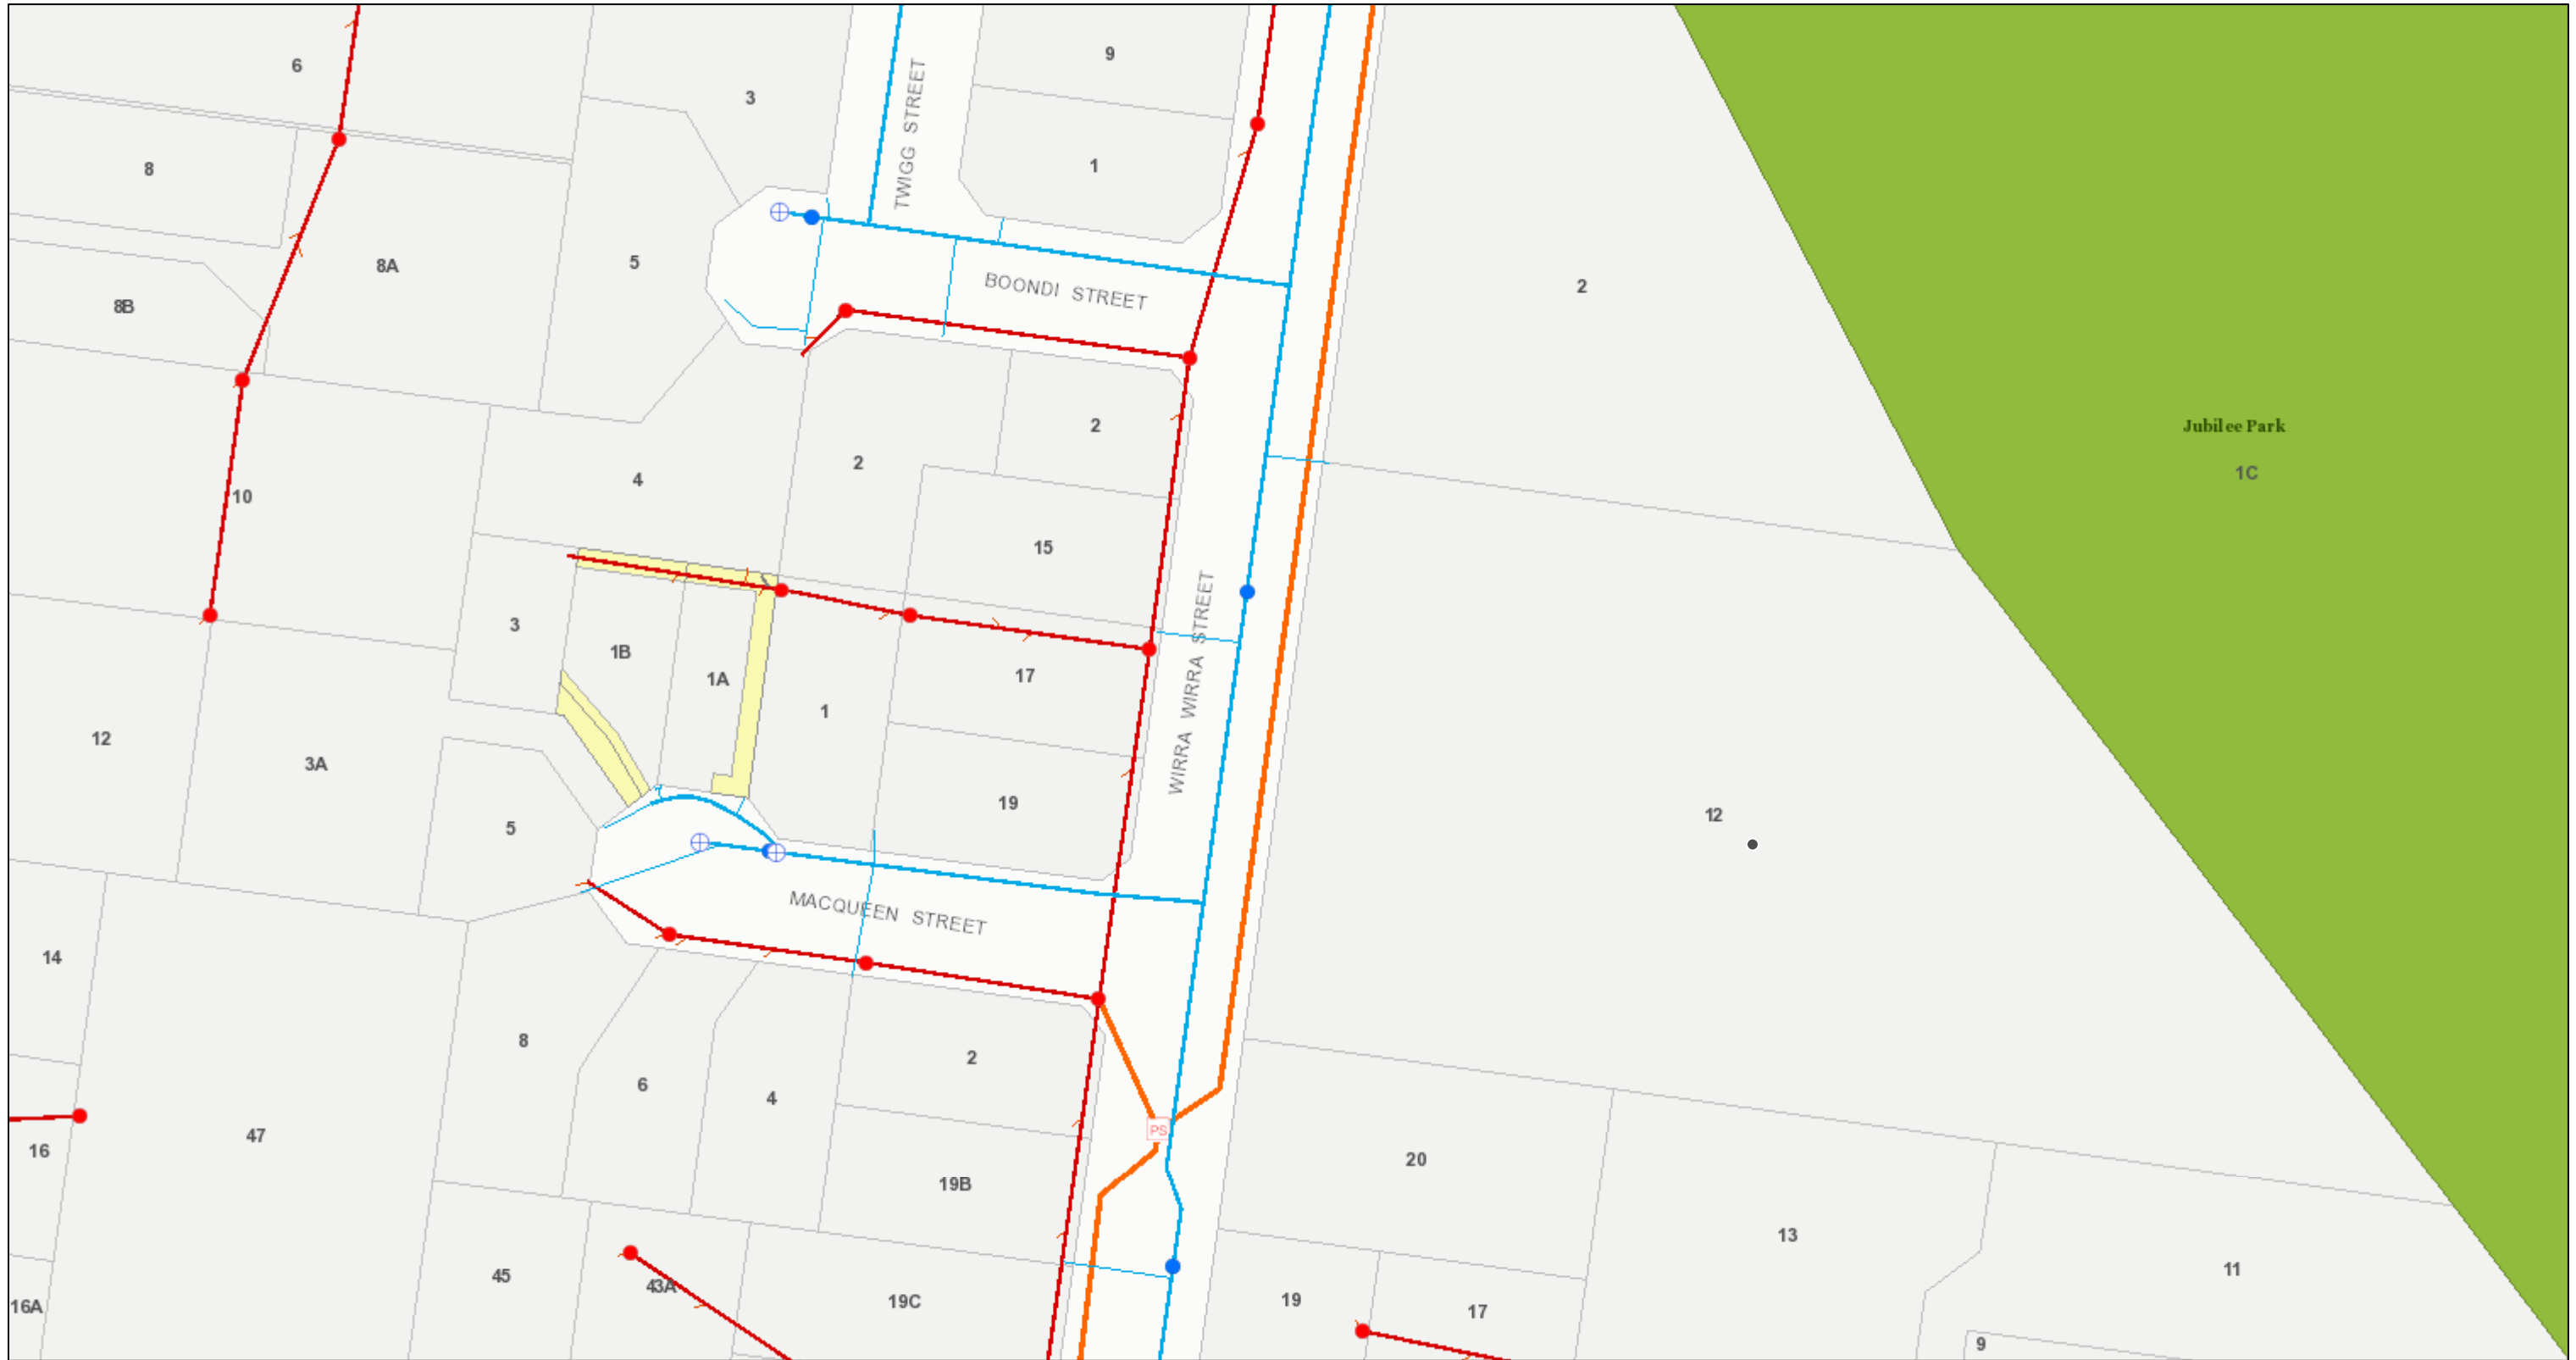 9
6
3
TWIGG STREET
1
8
5
8A
BOONDI STREET
2
8B
Jubilee Park
2
2
1C
4
10
15
3
1B
17
1A
WIRRA WIRRA STREET
1
12
3A
19
12
5
MACQUEEN STREET
14
8
2
6
4
PS
47
16
20
19B
13
11
45
43A
19C
19
17
16A
9